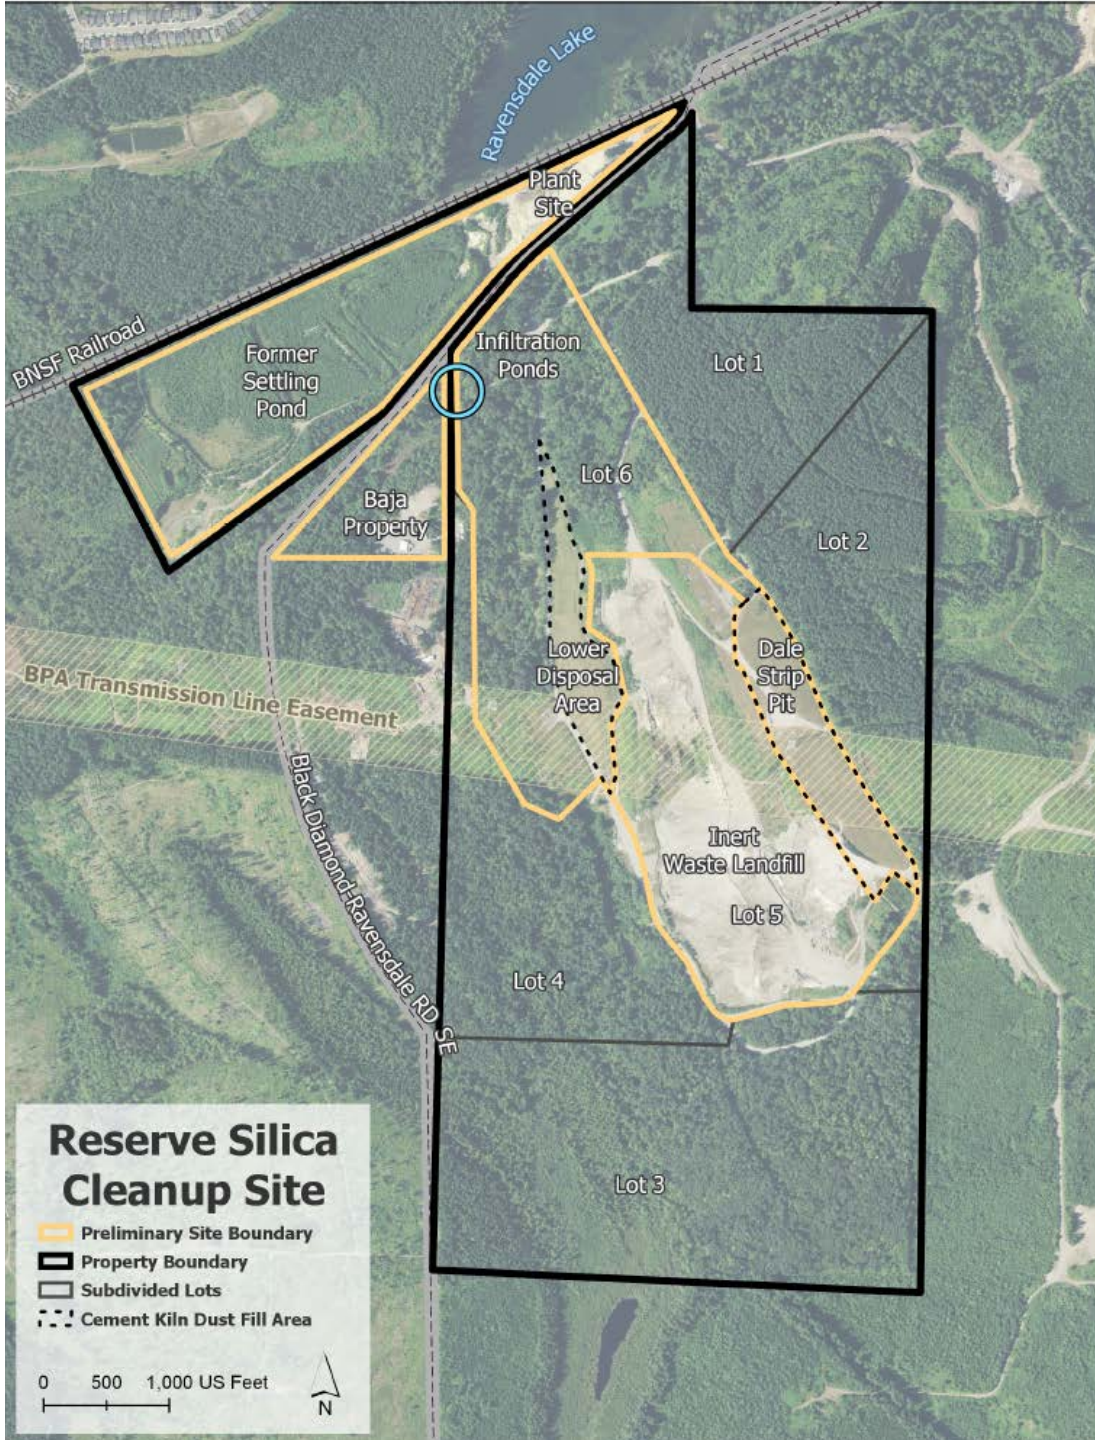 Ravensdale Lake
Plant
Site
BNSF Railroad
Former
Settling
Pond
Infiltration
Ponds
Lot 1
Lot 6
Baja
Property
Lot 2
Lower
Disposal
Area
Dale
Strip
Pit
BPA Transmission Line Easement
Black Diamond-Ravensdale RD SE
Inert
Waste Landfill
Lot 5
Lot 4
Lot 3
Reserve Silica
Cleanup Site
Preliminary Site Boundary
Property Boundary
Subdivided Lots
Cement Kiln Dust Fill Area
0 500 1,000 US Feet
N